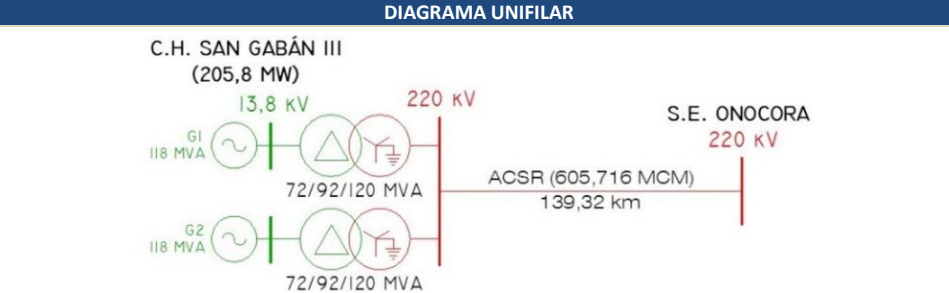 DIAGRAMA UNIFILAR
C.H. SAN GABÁN III
(205,8 MW)
13,8 KV
220 KV
S.E. ONOCORA
220 KV
G1
118 MVA
72/92/120 MVA
ACSR (605,716 MCM)
139,32 km
G2
118 MVA
72/92/120 MVA